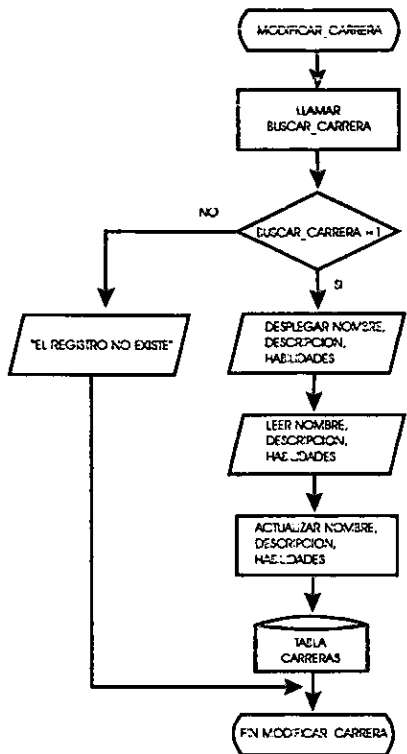 MODIFICAR_CARRERA
LLAMAR
BUSCAR_CARRERA
BUSCAR_CARRERA = 1
NO
SI
"EL REGISTRO NO EXISTE"
DESPLEGAR NOMBRE,
DESCRIPCION,
HABILIDADES
LEER NOMBRE,
DESCRIPCION,
HABILIDADES
ACTUALIZAR NOMBRE,
DESCRIPCION,
HABILIDADES
TABLA
CARRERAS
FIN MODIFICAR_CARRERA